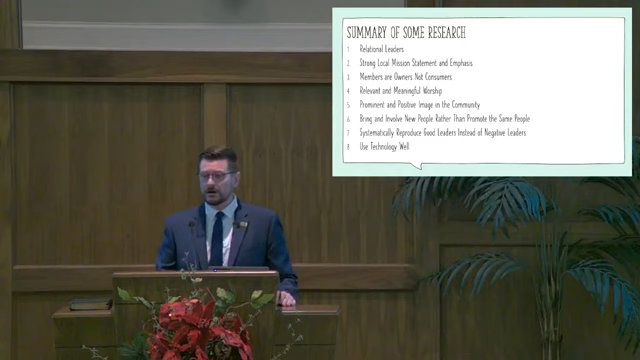 SUMMARY OF SOME RESEARCH
1. Relational Leaders
2. Strong Local Mission Statement and Emphasis
3. Members are Owners Not Consumers
4. Relevant and Meaningful Worship
5. Prominent and Positive Image in the Community
6. Bring and Involve New People Rather Than Promote the Same People
7. Systematically Reproduce Good Leaders Instead of Negative Leaders
8. Use Technology Well